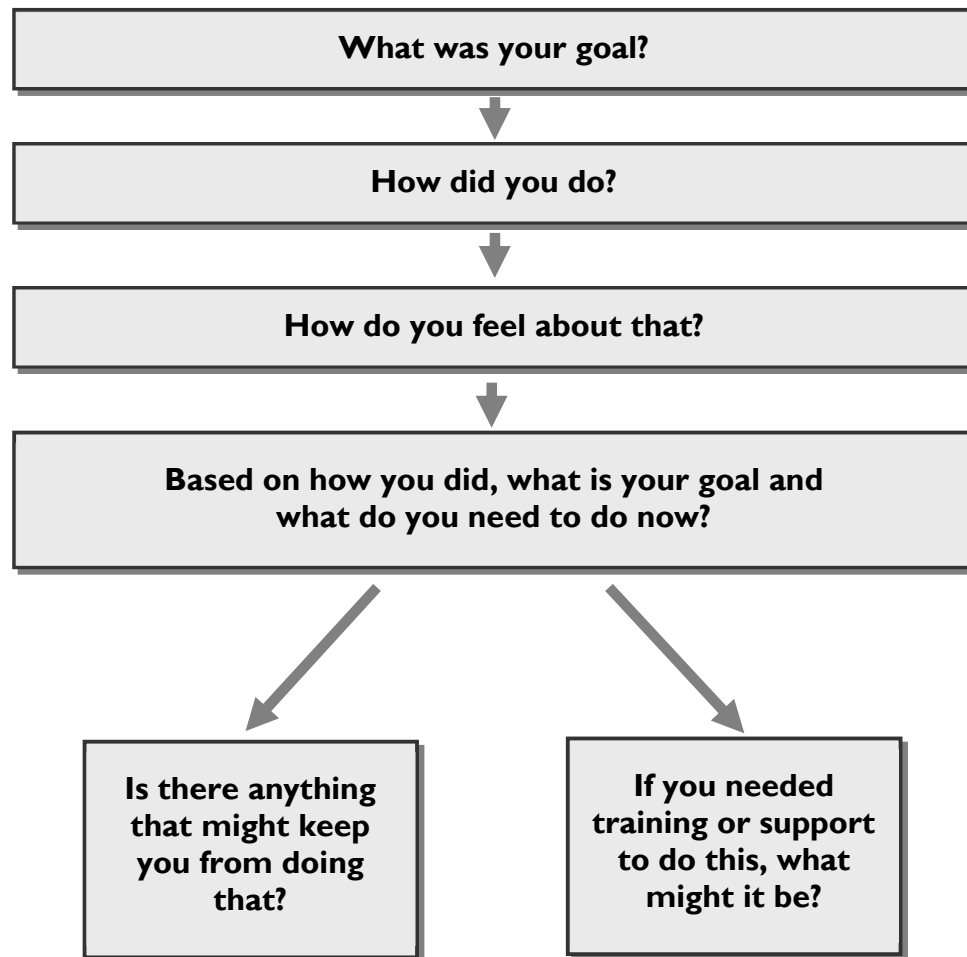 What was your goal?
How did you do?
How do you feel about that?
Based on how you did, what is your goal and
what do you need to do now?
Is there anything
that might keep
you from doing
that?
If you needed
training or support
to do this, what
might it be?